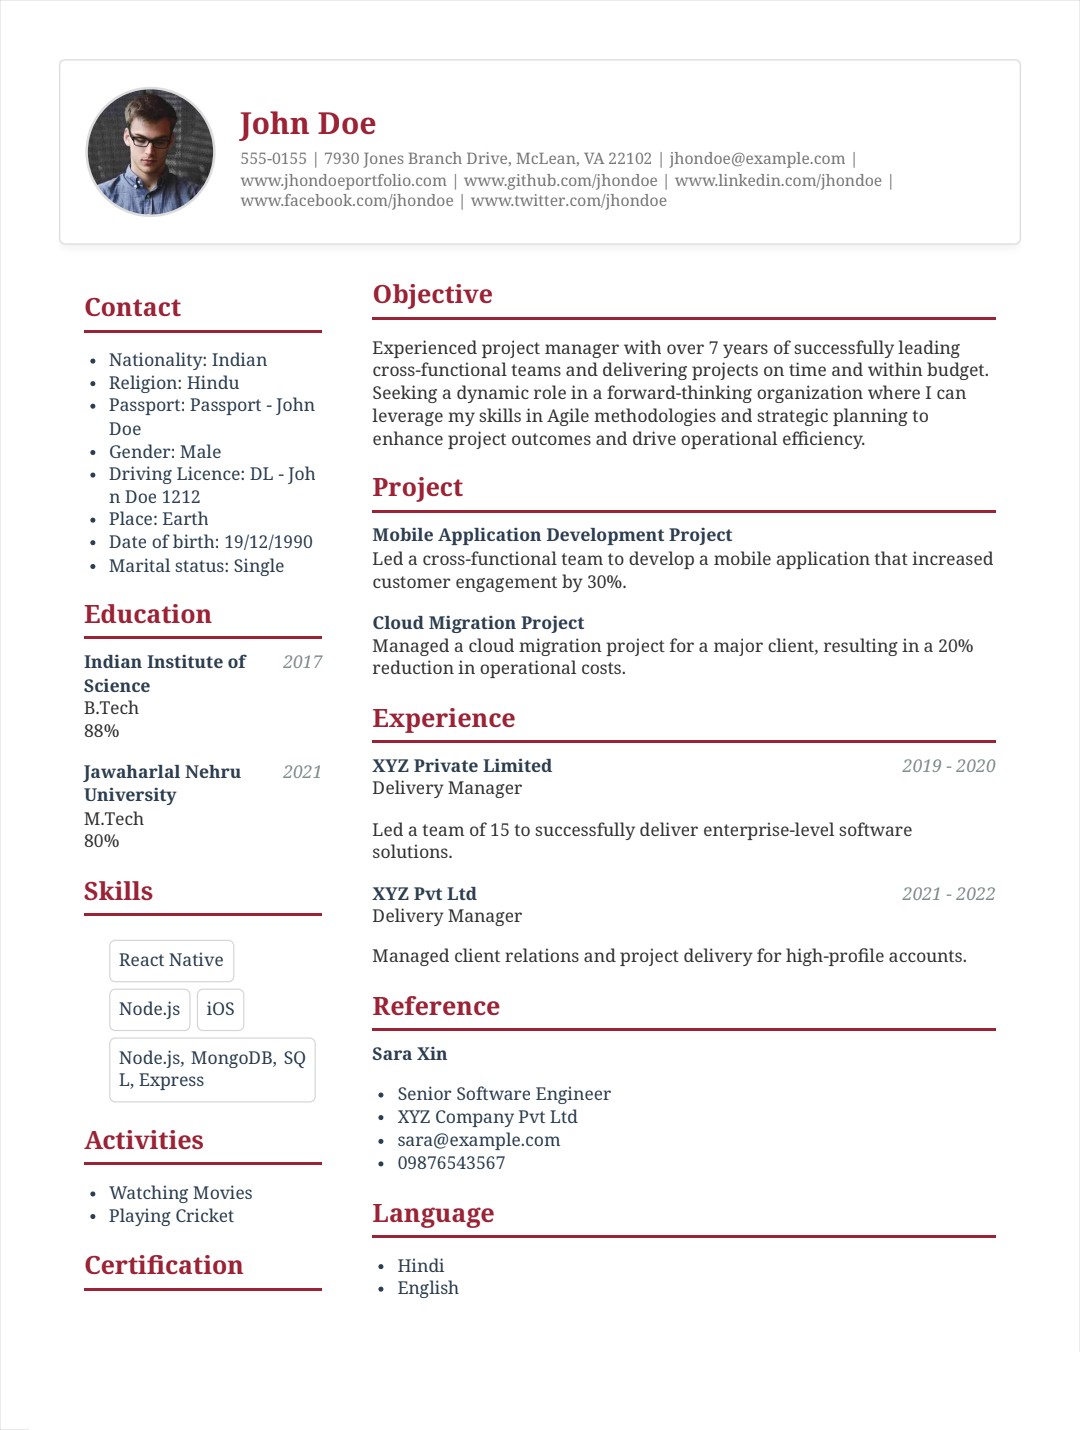 John Doe
555-0155 | 7930 Jones Branch Drive, McLean, VA 22102 | jhondoe@example.com |
www.jhondoeportfolio.com | www.github.com/jhondoe | www.linkedin.com/jhondoe |
www.facebook.com/jhondoe | www.twitter.com/jhondoe
Contact
• Nationality: Indian
• Religion: Hindu
• Passport: Passport - John
Doe
• Gender: Male
• Driving Licence: DL - Joh
n Doe 1212
• Place: Earth
• Date of birth: 19/12/1990
• Marital status: Single
Education
Indian Institute of 2017
Science
B.Tech
88%
Jawaharlal Nehru 2021
University
M.Tech
80%
Skills
React Native
Node.js iOS
Node.js, MongoDB, SQ
L, Express
Activities
• Watching Movies
• Playing Cricket
Certification
Objective
Experienced project manager with over 7 years of successfully leading
cross-functional teams and delivering projects on time and within budget.
Seeking a dynamic role in a forward-thinking organization where I can
leverage my skills in Agile methodologies and strategic planning to
enhance project outcomes and drive operational efficiency.
Project
Mobile Application Development Project
Led a cross-functional team to develop a mobile application that increased
customer engagement by 30%.
Cloud Migration Project
Managed a cloud migration project for a major client, resulting in a 20%
reduction in operational costs.
Experience
XYZ Private Limited 2019 - 2020
Delivery Manager
Led a team of 15 to successfully deliver enterprise-level software
solutions.
XYZ Pvt Ltd 2021 - 2022
Delivery Manager
Managed client relations and project delivery for high-profile accounts.
Reference
Sara Xin
• Senior Software Engineer
• XYZ Company Pvt Ltd
• sara@example.com
• 09876543567
Language
• Hindi
• English